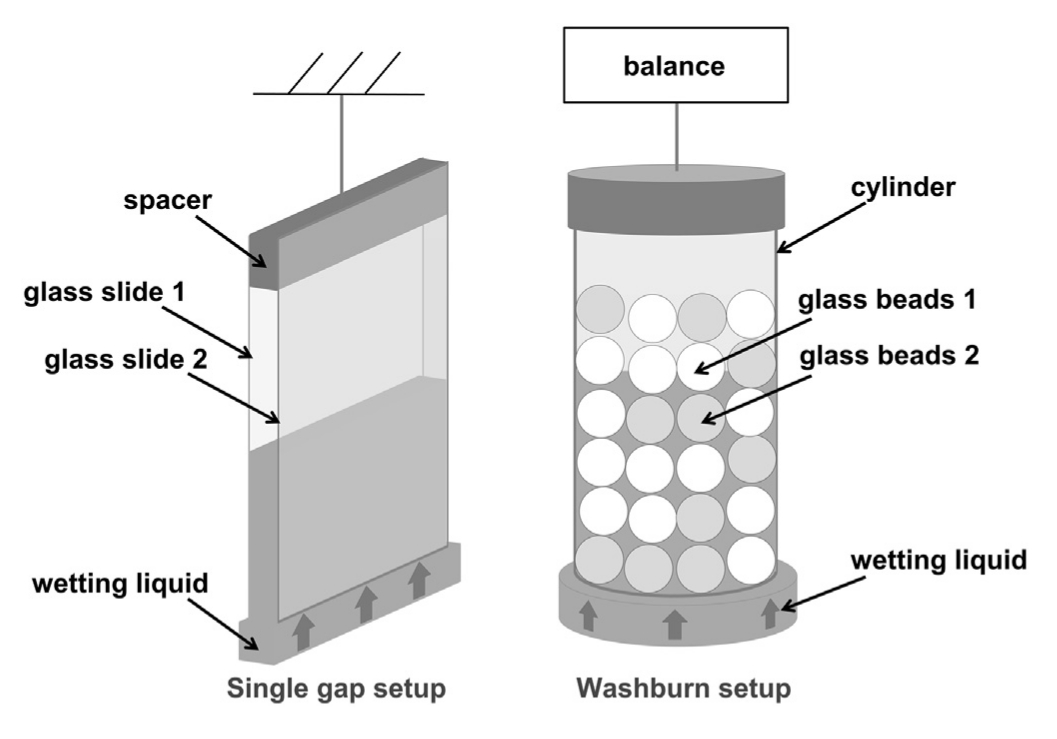 spacer
glass slide 1
glass slide 2
wetting liquid
Single gap setup
balance
cylinder
glass beads 1
glass beads 2
wetting liquid
Washburn setup